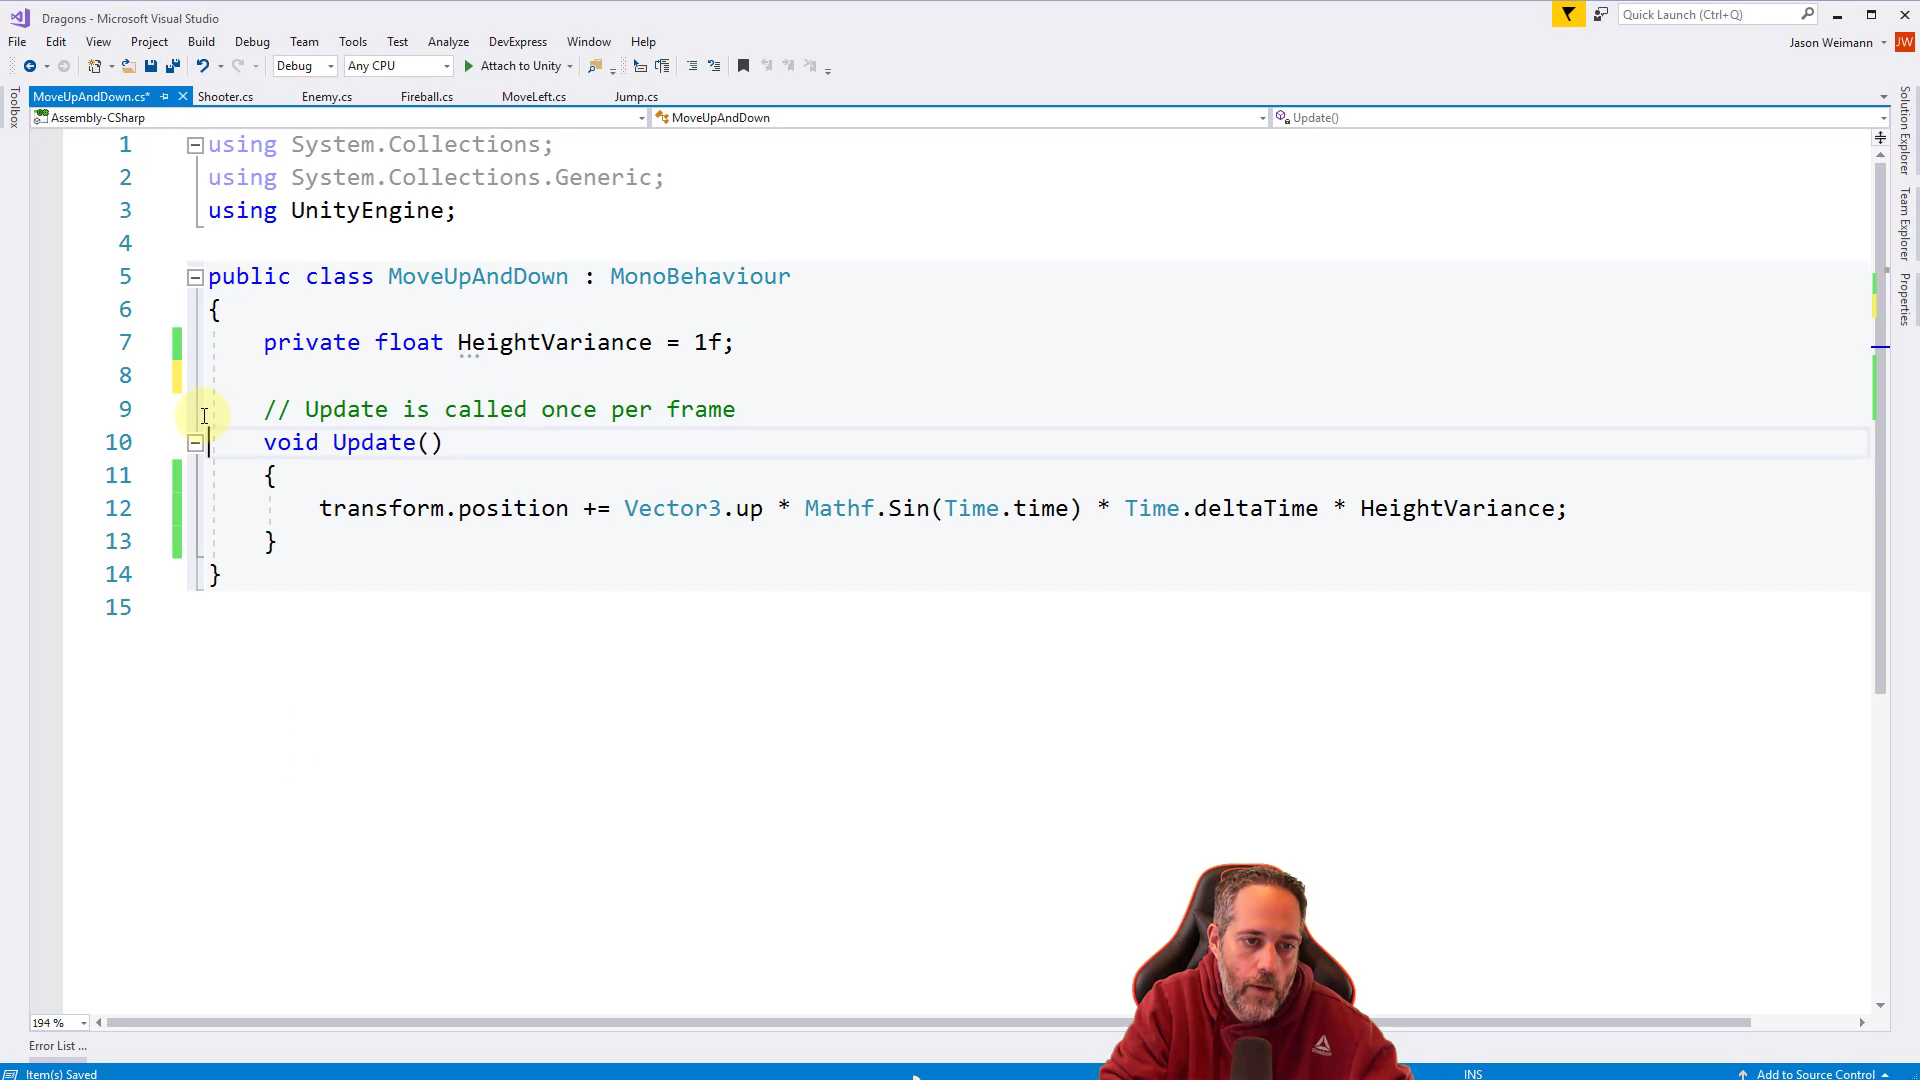 Dragons - Microsoft Visual Studio
Quick Launch (Ctrl+Q)
File Edit View Project Build Debug Team Tools Test Analyze DevExpress Window Help
Jason Weimann JW
Debug Any CPU Attach to Unity
MoveUpAndDown.cs* Shooter.cs Enemy.cs Fireball.cs MoveLeft.cs Jump.cs
Assembly-CSharp MoveUpAndDown Update()
Toolbox
Solution Explorer
Team Explorer
Properties
1 using System.Collections;
2 using System.Collections.Generic;
3 using UnityEngine;
4
5 public class MoveUpAndDown : MonoBehaviour
6 {
7 private float HeightVariance = 1f;
8
9 // Update is called once per frame
10 void Update()
11 {
12 transform.position += Vector3.up * Mathf.Sin(Time.time) * Time.deltaTime * HeightVariance;
13 }
14 }
15
194 %
Error List ...
Item(s) Saved INS Add to Source Control